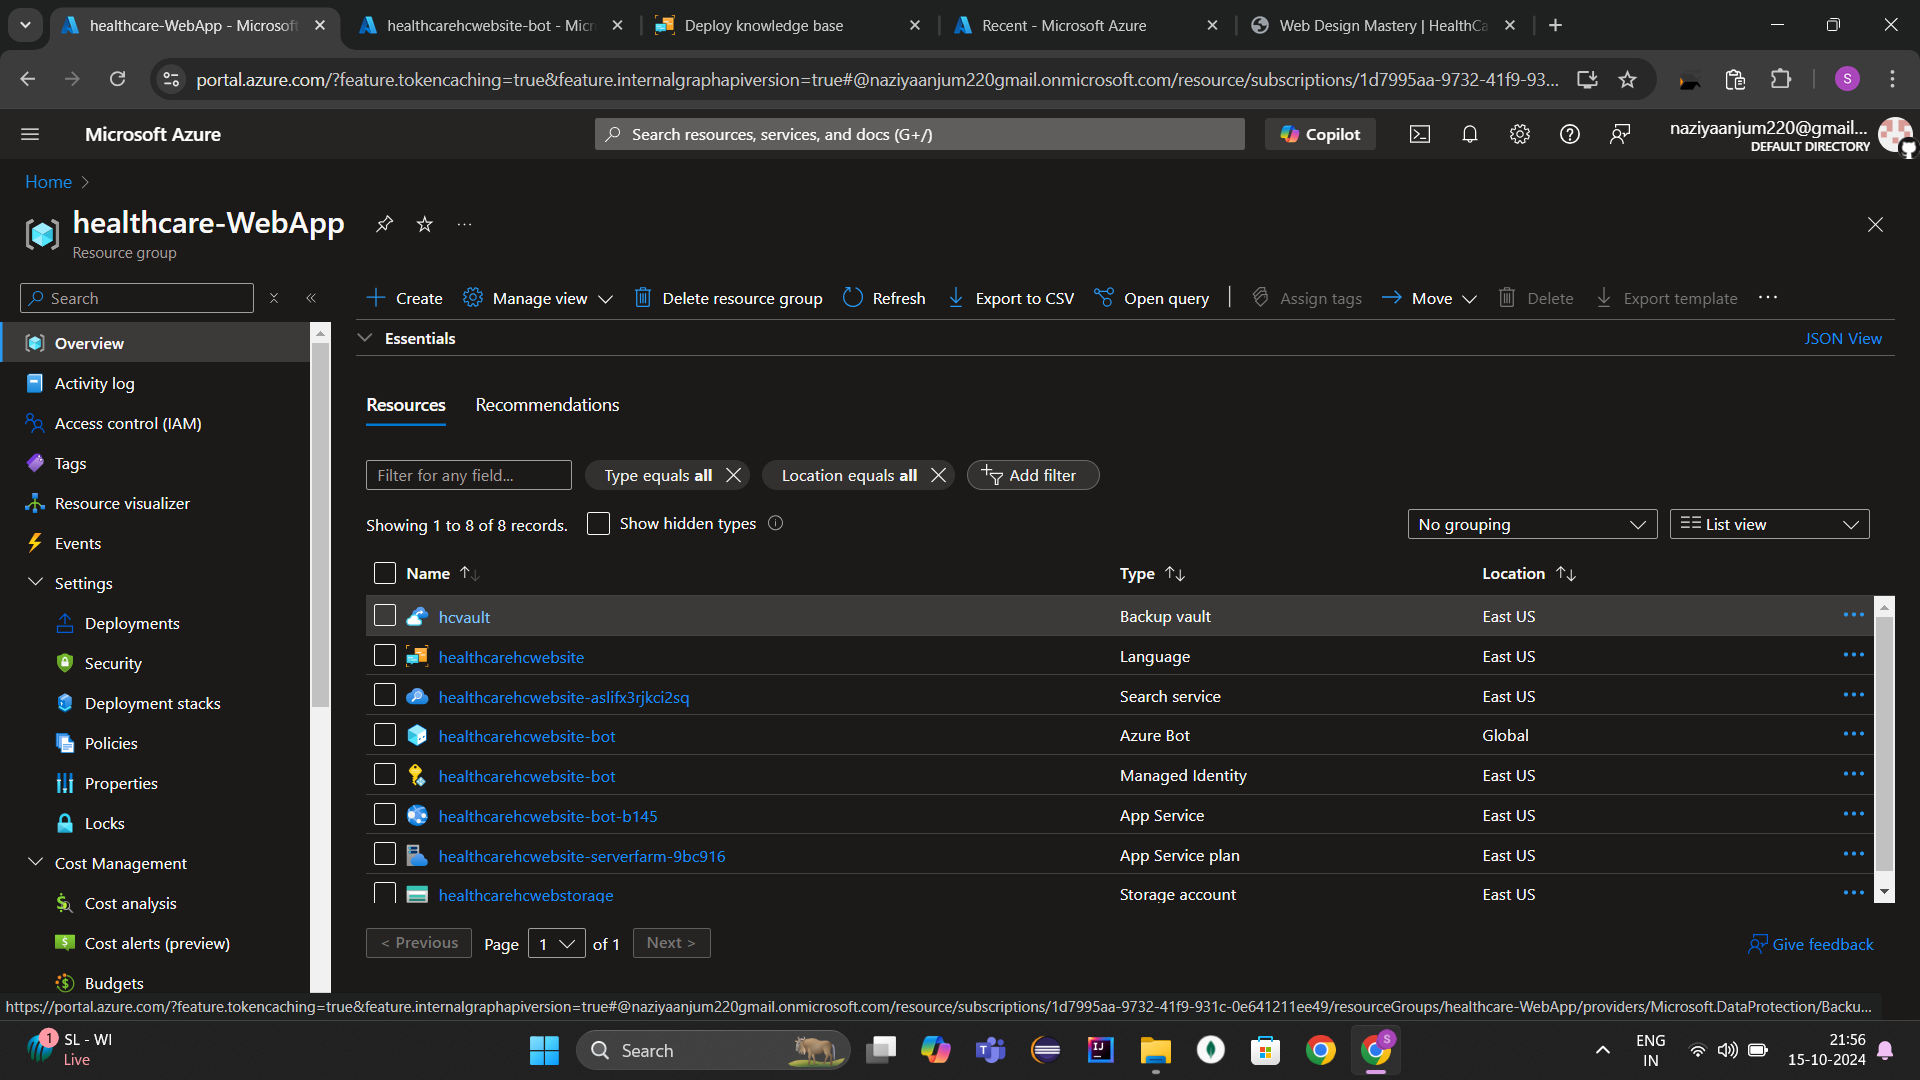 healthcare-WebApp - Microsoft
healthcarehcwebsite-bot - Micr
Deploy knowledge base
Recent - Microsoft Azure
Web Design Mastery | HealthCa
portal.azure.com/?feature.tokencaching=true&feature.internalgraphapiversion=true#@naziyaanjum220gmail.onmicrosoft.com/resource/subscriptions/1d7995aa-9732-41f9-93...
S
Microsoft Azure
Search resources, services, and docs (G+/)
Copilot
naziyaanjum220@gmail...
DEFAULT DIRECTORY
Home
healthcare-WebApp
Resource group
Search
Create
Manage view
Delete resource group
Refresh
Export to CSV
Open query
Assign tags
Move
Delete
Export template
Overview
Activity log
Access control (IAM)
Tags
Resource visualizer
Events
Settings
Deployments
Security
Deployment stacks
Policies
Properties
Locks
Cost Management
Cost analysis
Cost alerts (preview)
Budgets
Essentials
JSON View
Resources
Recommendations
Filter for any field...
Type equals all
Location equals all
Add filter
Showing 1 to 8 of 8 records.
Show hidden types
No grouping
List view
Name Type Location
hcvault Backup vault East US
healthcarehcwebsite Language East US
healthcarehcwebsite-aslifx3rjkci2sq Search service East US
healthcarehcwebsite-bot Azure Bot Global
healthcarehcwebsite-bot Managed Identity East US
healthcarehcwebsite-bot-b145 App Service East US
healthcarehcwebsite-serverfarm-9bc916 App Service plan East US
healthcarehcwebstorage Storage account East US
< Previous
Page 1 of 1
Next >
Give feedback
https://portal.azure.com/?feature.tokencaching=true&feature.internalgraphapiversion=true#@naziyaanjum220gmail.onmicrosoft.com/resource/subscriptions/1d7995aa-9732-41f9-931c-0e641211ee49/resourceGroups/healthcare-WebApp/providers/Microsoft.DataProtection/Backu...
1
SL - WI
Live
Search
S
ENG
IN
21:56
15-10-2024